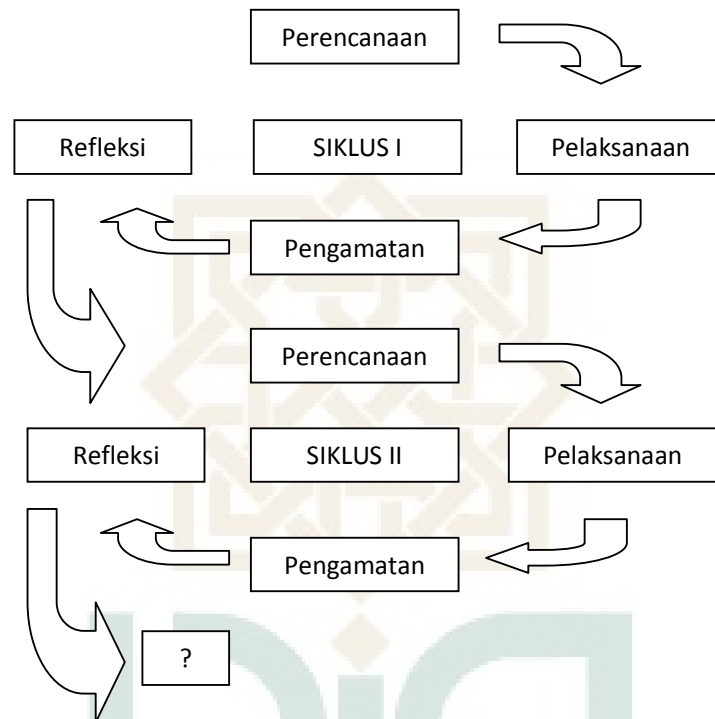 Perencanaan
Refleksi
SIKLUS I
Pelaksanaan
Pengamatan
Perencanaan
Refleksi
SIKLUS II
Pelaksanaan
Pengamatan
?